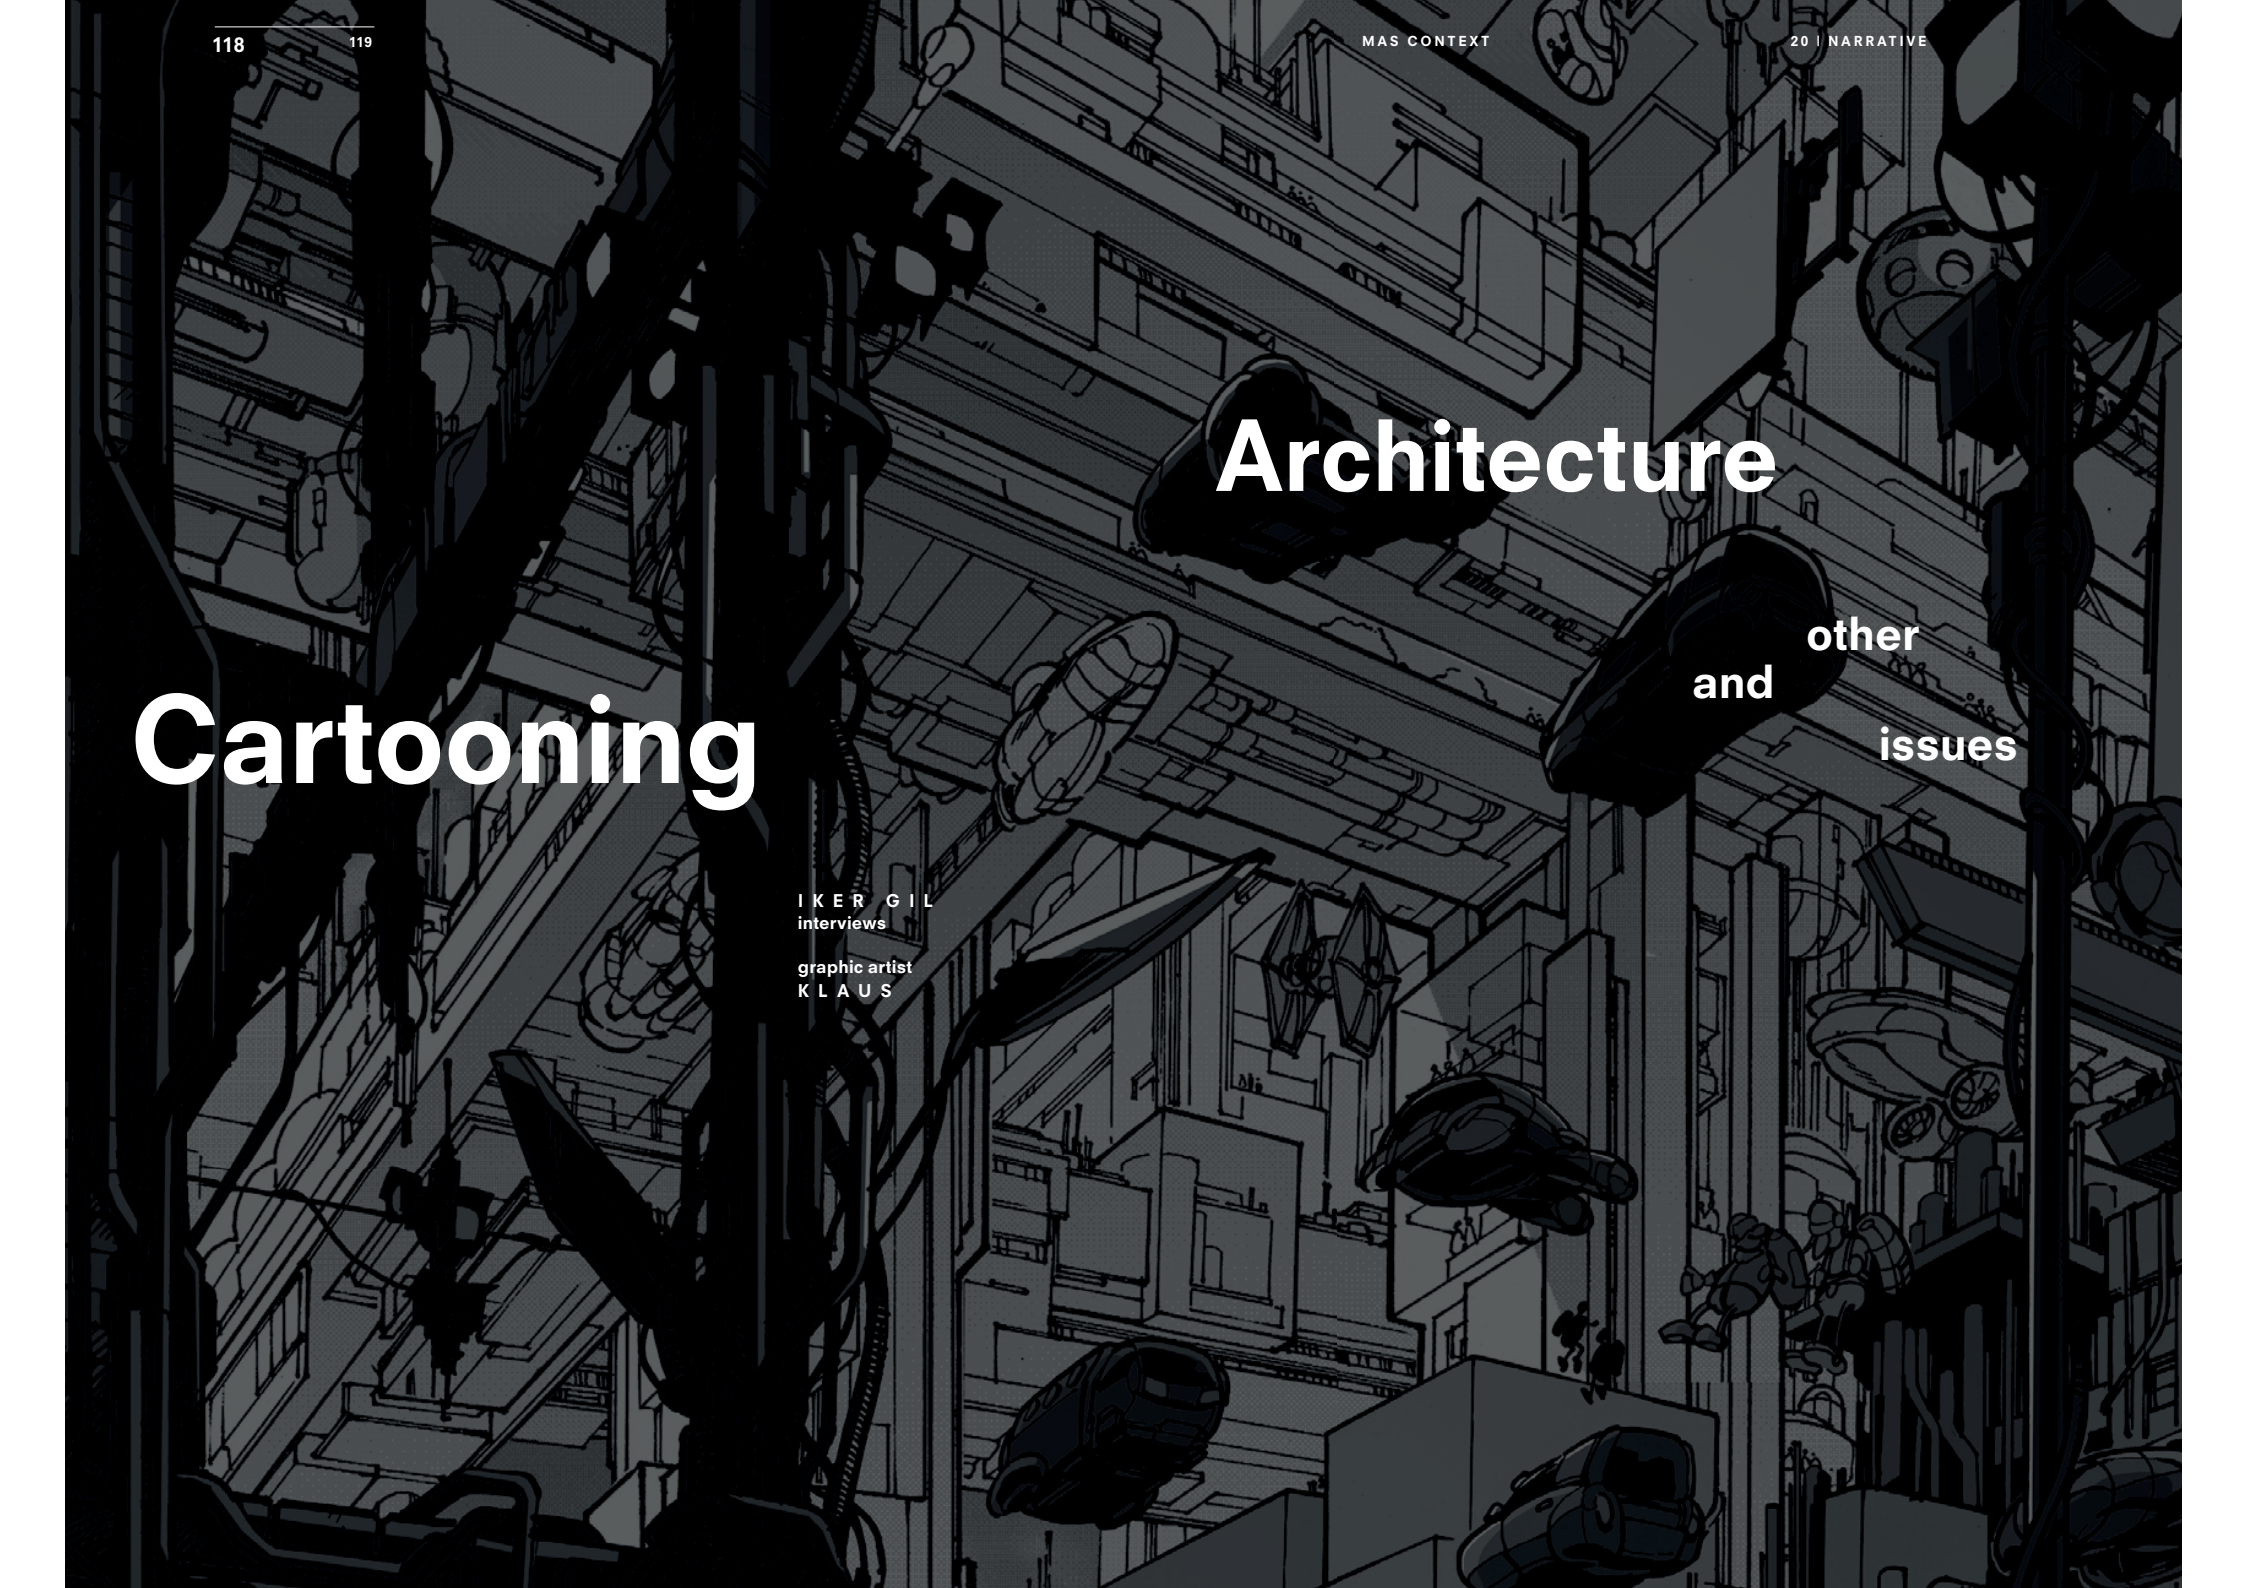 118
119
MAS CONTEXT
20 | NARRATIVE
Cartooning
Architecture
and
other
issues
IKER GIL
interviews
graphic artist
KLAUS